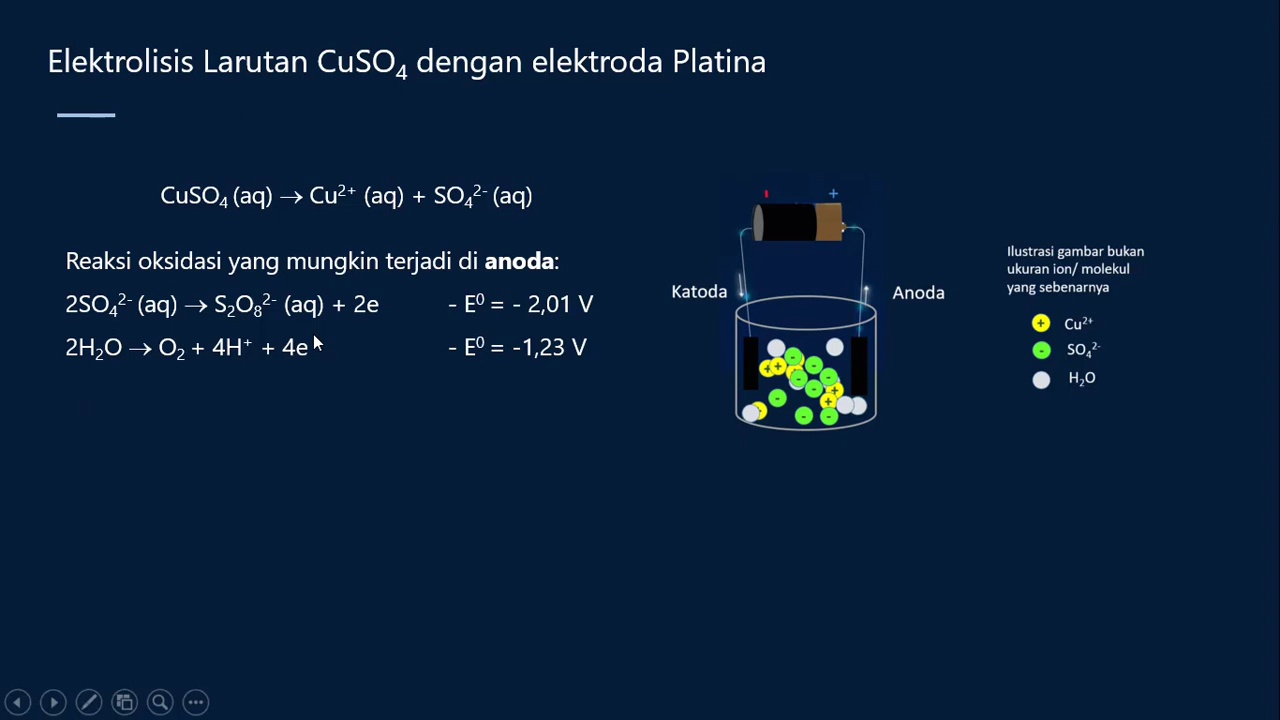 Elektrolisis Larutan CuSO₄ dengan elektroda Platina
CuSO₄ (aq) → Cu²⁺ (aq) + SO₄²⁻ (aq)
Reaksi oksidasi yang mungkin terjadi di anoda:
2SO₄²⁻ (aq) → S₂O₈²⁻ (aq) + 2e - E⁰ = - 2,01 V
2H₂O → O₂ + 4H⁺ + 4e - E⁰ = -1,23 V
- +
Katoda
Anoda
+ + + + - - - - - - - - -
Ilustrasi gambar bukan
ukuran ion/ molekul
yang sebenarnya
+ Cu²⁺
- SO₄²⁻
H₂O